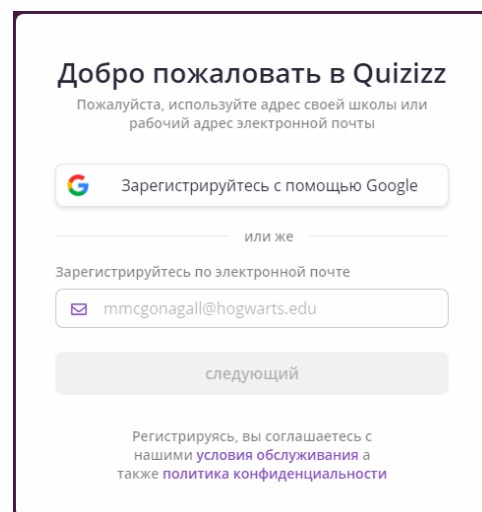 Добро пожаловать в Quizizz
Пожалуйста, используйте адрес своей школы или
рабочий адрес электронной почты
Зарегистрируйтесь с помощью Google
или же
Зарегистрируйтесь по электронной почте
mmcgonagall@hogwarts.edu
следующий
Регистрируясь, вы соглашаетесь с
нашими условия обслуживания а
также политика конфиденциальности